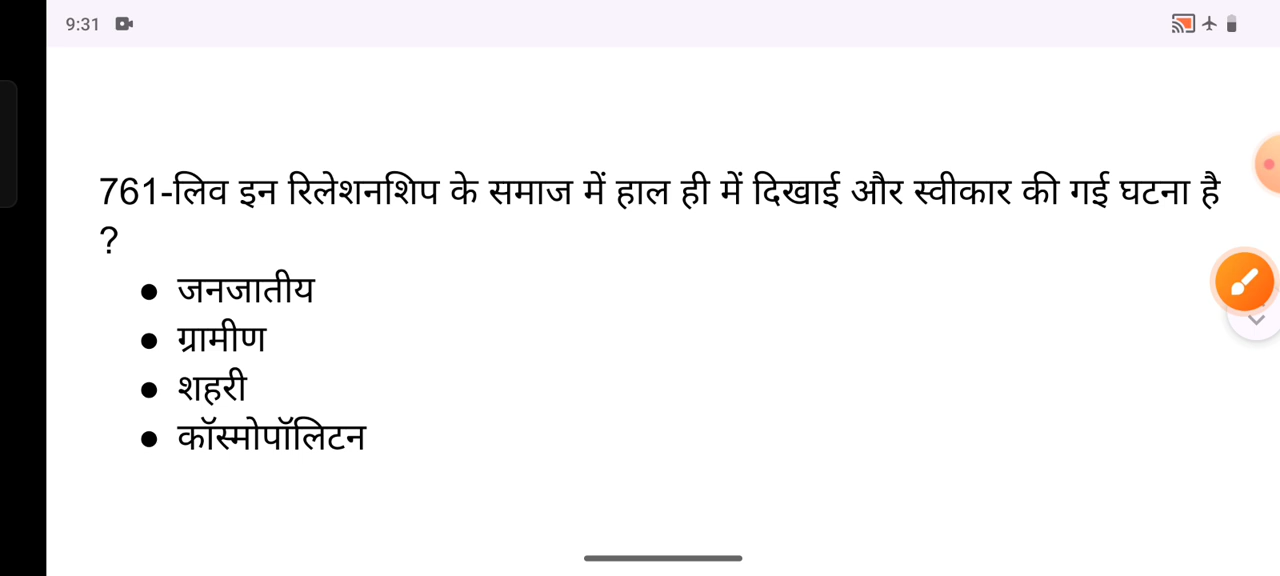 9:31
761-लिव इन रिलेशनशिप के समाज में हाल ही में दिखाई और स्वीकार की गई घटना है
?
● जनजातीय
● ग्रामीण
● शहरी
● कॉस्मोपॉलिटन